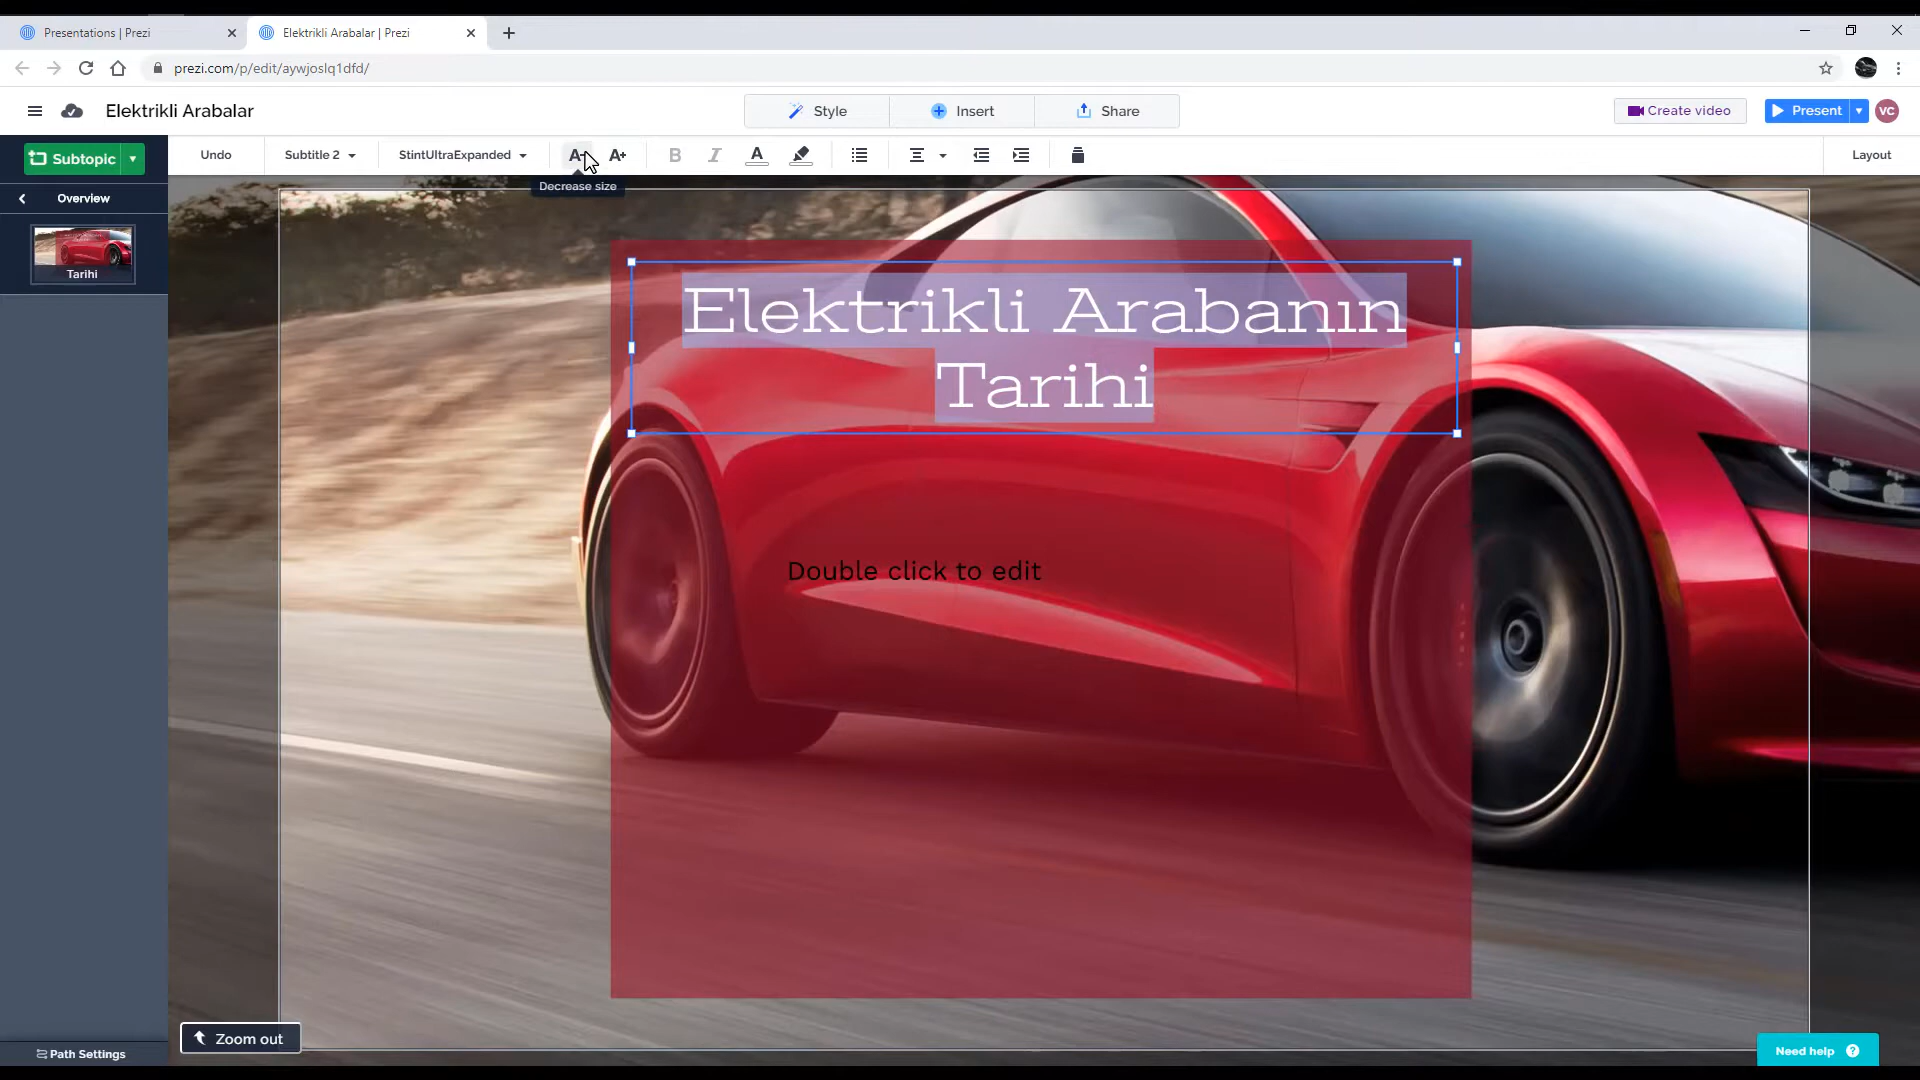 Presentations | Prezi
Elektrikli Arabalar | Prezi
prezi.com/p/edit/aywjoslq1dfd/
Elektrikli Arabalar
Style
Insert
Share
Create video
Present
VC
Subtopic
Undo
Subtitle 2
StintUltraExpanded
Layout
Decrease size
Overview
Tarihi
Elektrikli Arabanın
Tarihi
Double click to edit
Zoom out
Path Settings
Need help